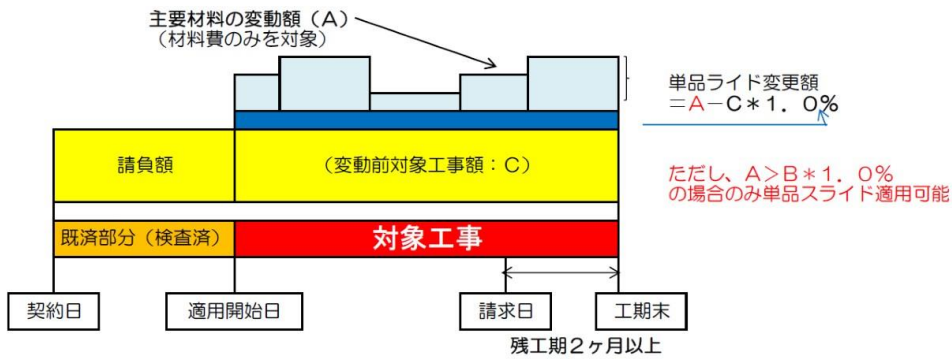 主要材料の変動額（A）
（材料費のみを対象）
単品ライド変更額
＝A－C＊1．0％
請負額
（変動前対象工事額：C）
ただし、A＞B＊1．0％
の場合のみ単品スライド適用可能
既済部分（検査済）
対象工事
契約日
適用開始日
請求日
工期末
残工期2ヶ月以上